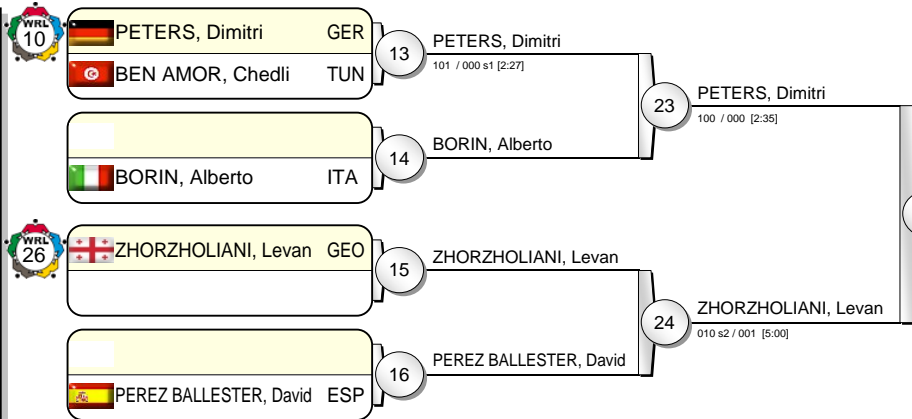 WRL
10
PETERS, Dimitri GER
BEN AMOR, Chedli TUN
13
PETERS, Dimitri
101 / 000 s1 [2:27]
BORIN, Alberto ITA
14
BORIN, Alberto
23
PETERS, Dimitri
100 / 000 [2:35]
WRL
26
ZHORZHOLIANI, Levan GEO
15
ZHORZHOLIANI, Levan
PEREZ BALLESTER, David ESP
16
PEREZ BALLESTER, David
24
ZHORZHOLIANI, Levan
010 s2 / 001 [5:00]